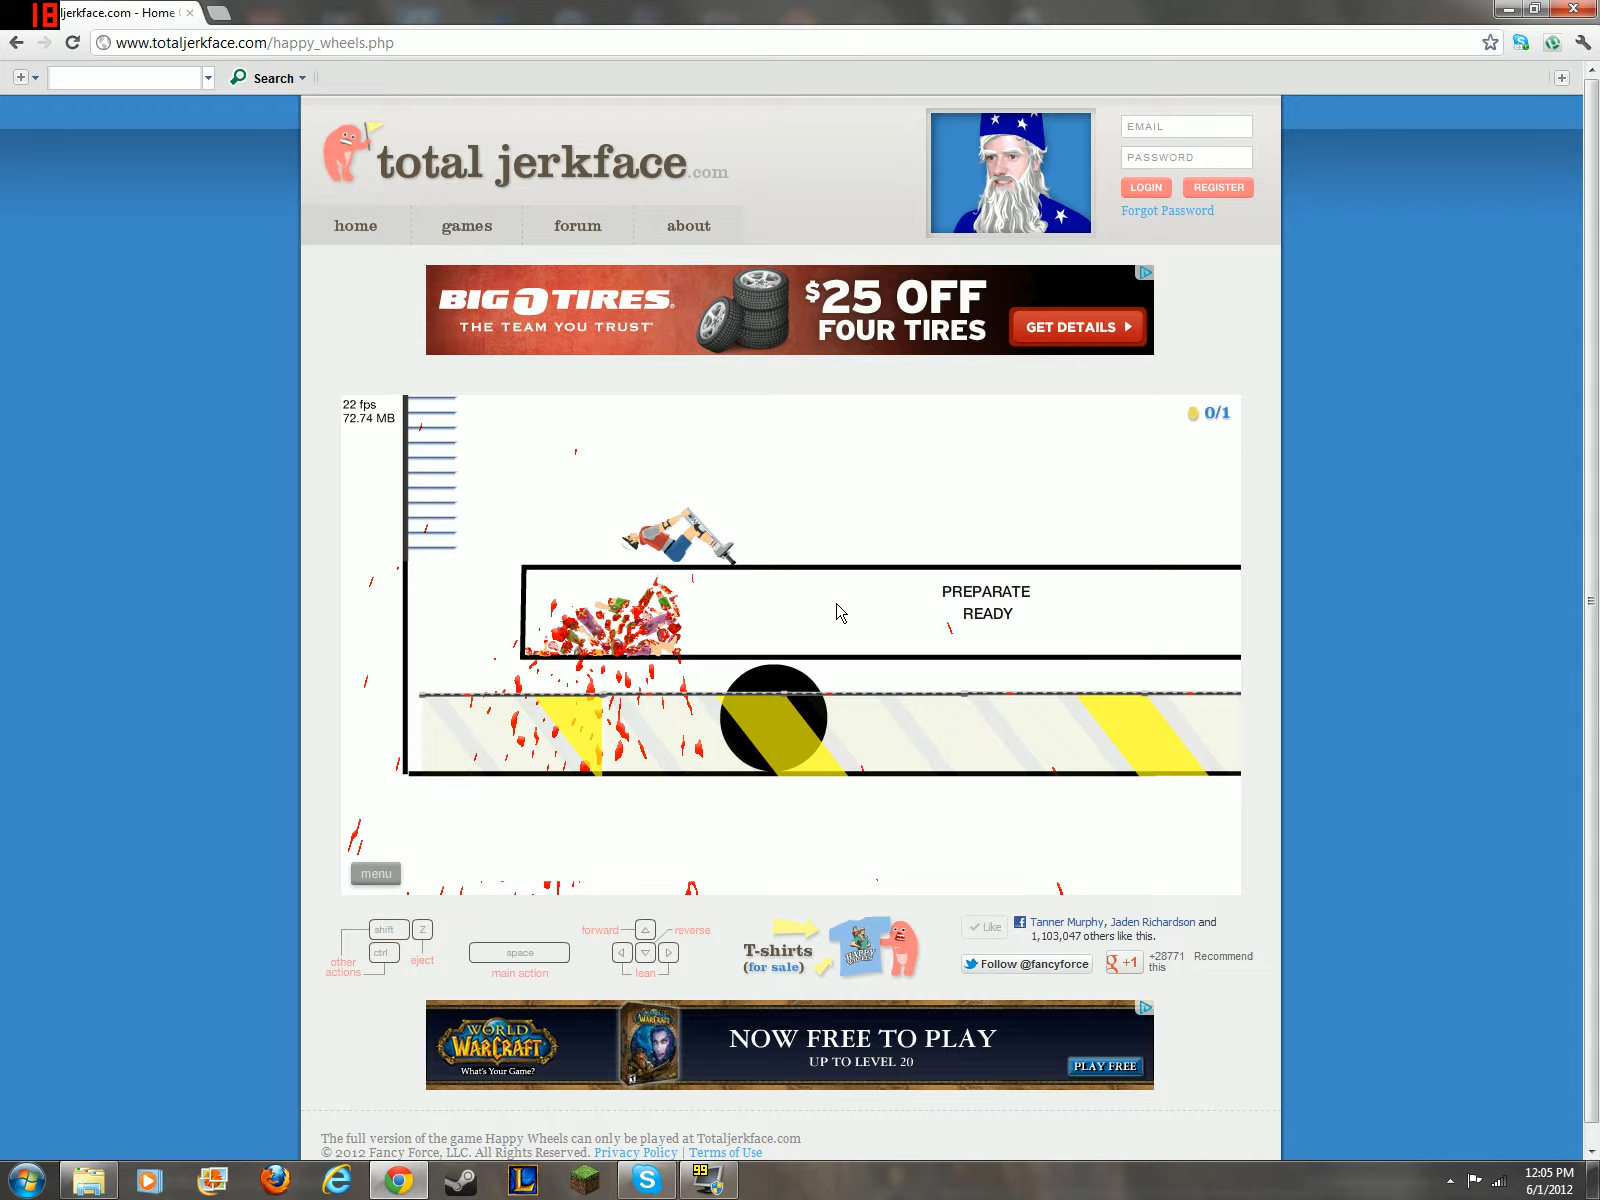 18
ljerkface.com - Home
www.totaljerkface.com/happy_wheels.php
Search
total jerkface.com
EMAIL
PASSWORD
LOGIN
REGISTER
Forgot Password
home
games
forum
about
BIG O TIRES
THE TEAM YOU TRUST
$25 OFF
FOUR TIRES
GET DETAILS
22 fps
72.74 MB
0/1
PREPARATE
READY
menu
shift
Z
ctrl
other
actions
eject
space
main action
forward
reverse
lean
T-shirts
(for sale)
HAPPY
WHEELS
Like
Tanner Murphy, Jaden Richardson and
1,103,047 others like this.
Follow @fancyforce
+1
+28771
this
Recommend
WORLD
WARCRAFT
What's Your Game?
NOW FREE TO PLAY
UP TO LEVEL 20
PLAY FREE
The full version of the game Happy Wheels can only be played at Totaljerkface.com
© 2012 Fancy Force, LLC. All Rights Reserved. Privacy Policy | Terms of Use
99
12:05 PM
6/1/2012